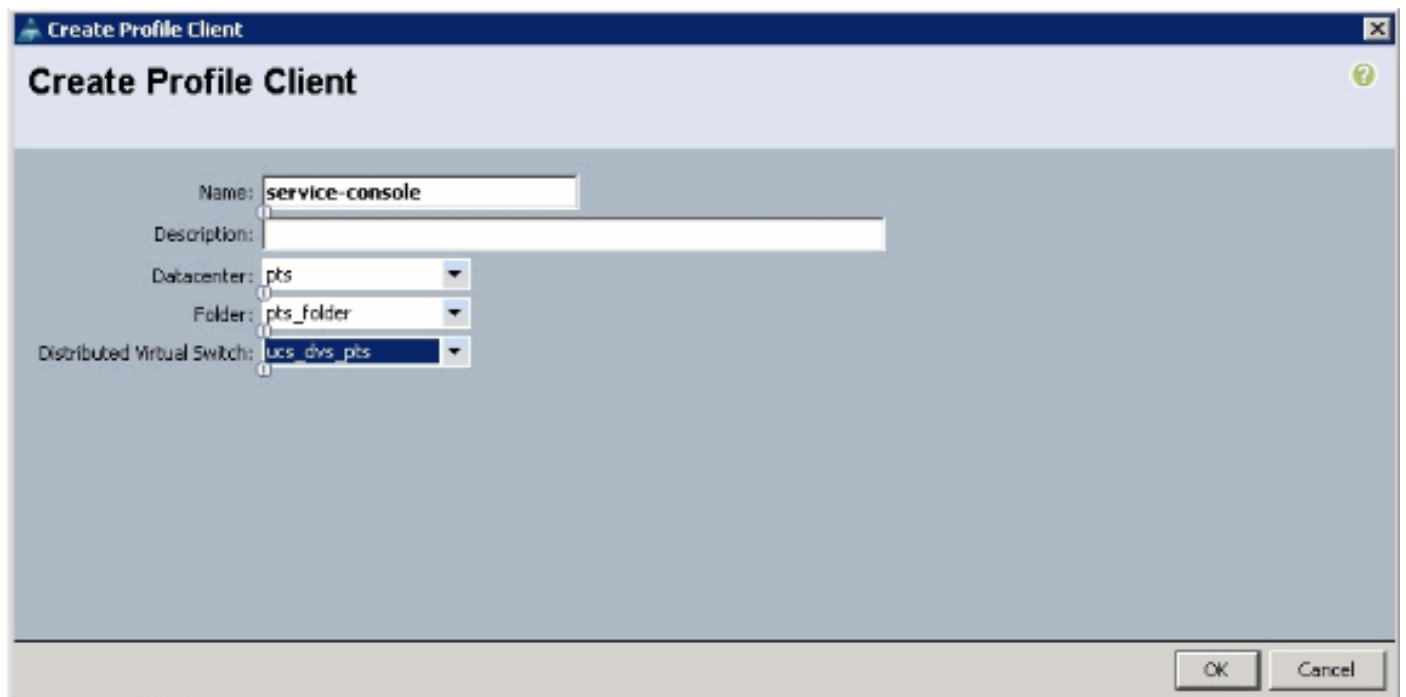 Create Profile Client
Create Profile Client
?
Name: service-console
Description:
Datacenter: pts
Folder: pts_folder
Distributed Virtual Switch: ucs_dvs_pts
OK Cancel